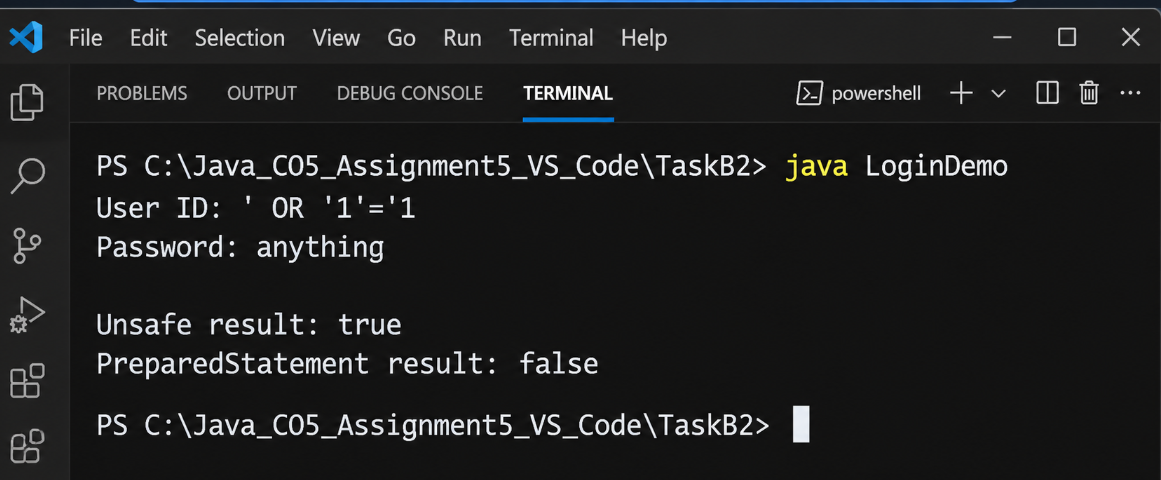 File Edit Selection View Go Run Terminal Help
PROBLEMS OUTPUT DEBUG CONSOLE TERMINAL powershell
PS C:\Java_CO5_Assignment5_VS_Code\TaskB2> java LoginDemo
User ID: ' OR '1'='1
Password: anything
Unsafe result: true
PreparedStatement result: false
PS C:\Java_CO5_Assignment5_VS_Code\TaskB2>